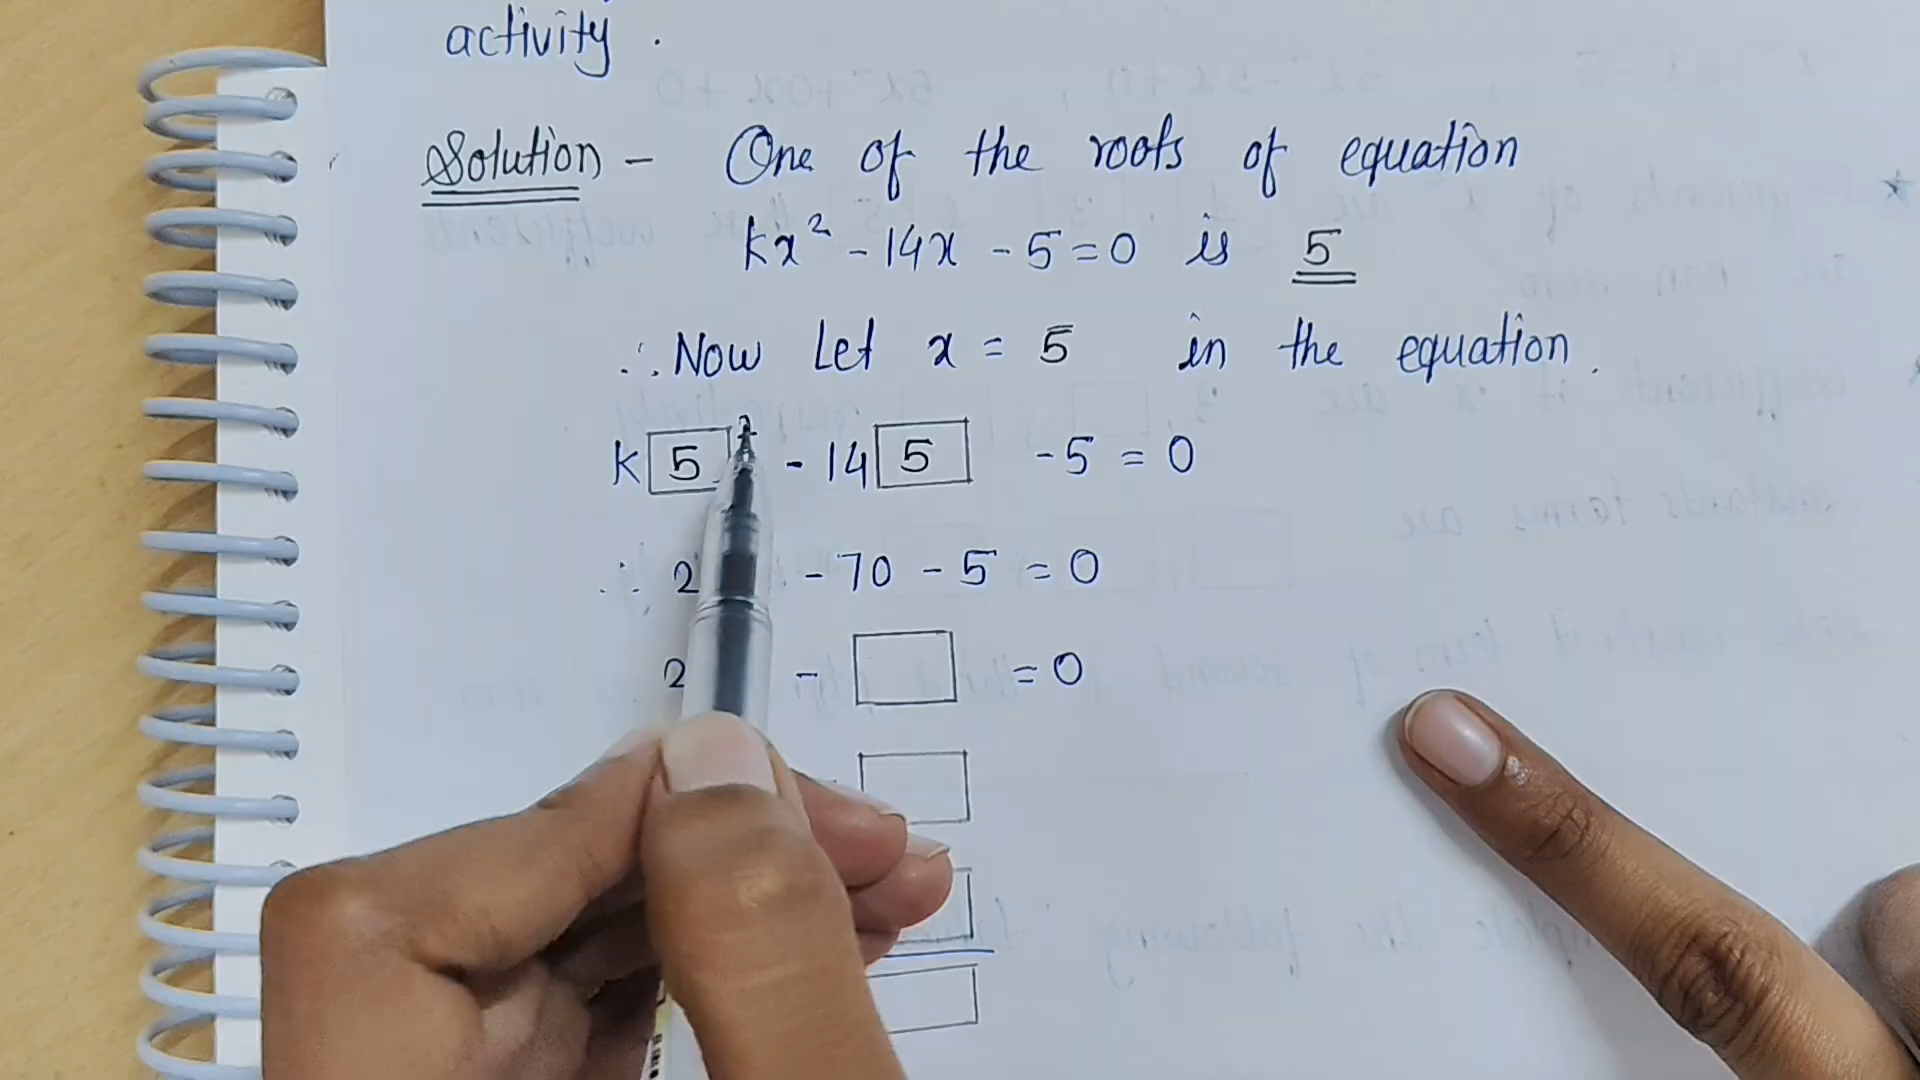 activity .
Solution - One of the roots of equation
kx² - 14x - 5 = 0 is 5
∴ Now Let x = 5 in the equation .
k 5 ² - 14 5 - 5 = 0
∴ 2 - 70 - 5 = 0
2 - = 0